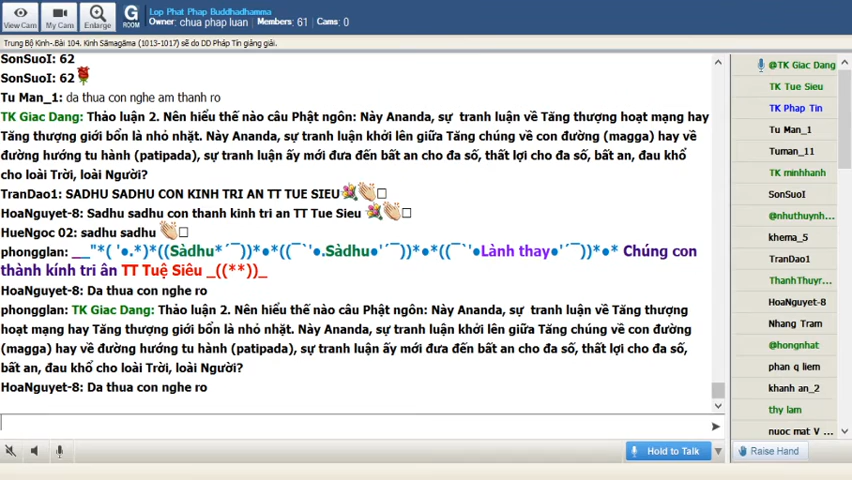 View Cam
My Cam
Enlarge
G
ROOM
Lop Phat Phap Buddhadhamma
Owner: chua phap luan Members: 61 Cams: 0
Trung Bộ Kinh-.Bài 104. Kinh Sāmagāma (1013-1017) sẽ do DD Pháp Tín giảng giải.
SonSuoI: 62
SonSuoI: 62
Tu Man_1: da thua con nghe am thanh ro
TK Giac Dang: Thảo luận 2. Nên hiểu thế nào câu Phật ngôn: Này Ananda, sự tranh luận về Tăng thượng hoạt mạng hay
Tăng thượng giới bổn là nhỏ nhặt. Này Ananda, sự tranh luận khởi lên giữa Tăng chúng về con đường (magga) hay về
đường hướng tu hành (patipada), sự tranh luận ấy mới đưa đến bất an cho đa số, thất lợi cho đa số, bất an, đau khổ
cho loài Trời, loài Người?
TranDao1: SADHU SADHU CON KINH TRI AN TT TUE SIEU
HoaNguyet-8: Sadhu sadhu con thanh kinh tri an TT Tue Sieu
HueNgoc 02: sadhu sadhu
phongglan: __"*( '●.*)*((Sàdhu*´¯))*●*((¯`'●.Sàdhu●'´¯))*●*((¯`'●Lành thay●'´¯))*●* Chúng con
thành kính tri ân TT Tuệ Siêu _((**))_
HoaNguyet-8: Da thua con nghe ro
phongglan: TK Giac Dang: Thảo luận 2. Nên hiểu thế nào câu Phật ngôn: Này Ananda, sự tranh luận về Tăng thượng
hoạt mạng hay Tăng thượng giới bổn là nhỏ nhặt. Này Ananda, sự tranh luận khởi lên giữa Tăng chúng về con đường
(magga) hay về đường hướng tu hành (patipada), sự tranh luận ấy mới đưa đến bất an cho đa số, thất lợi cho đa số,
bất an, đau khổ cho loài Trời, loài Người?
HoaNguyet-8: Da thua con nghe ro
Hold to Talk
@TK Giac Dang
TK Tue Sieu
TK Phap Tin
Tu Man_1
Tuman_11
TK minhhanh
SonSuoI
@nhuthuynh...
khema_5
TranDao1
ThanhThuyr...
HoaNguyet-8
Nhang Tram
@hongnhat
phan q liem
khanh an_2
thy lam
nuoc mat V ...
Raise Hand